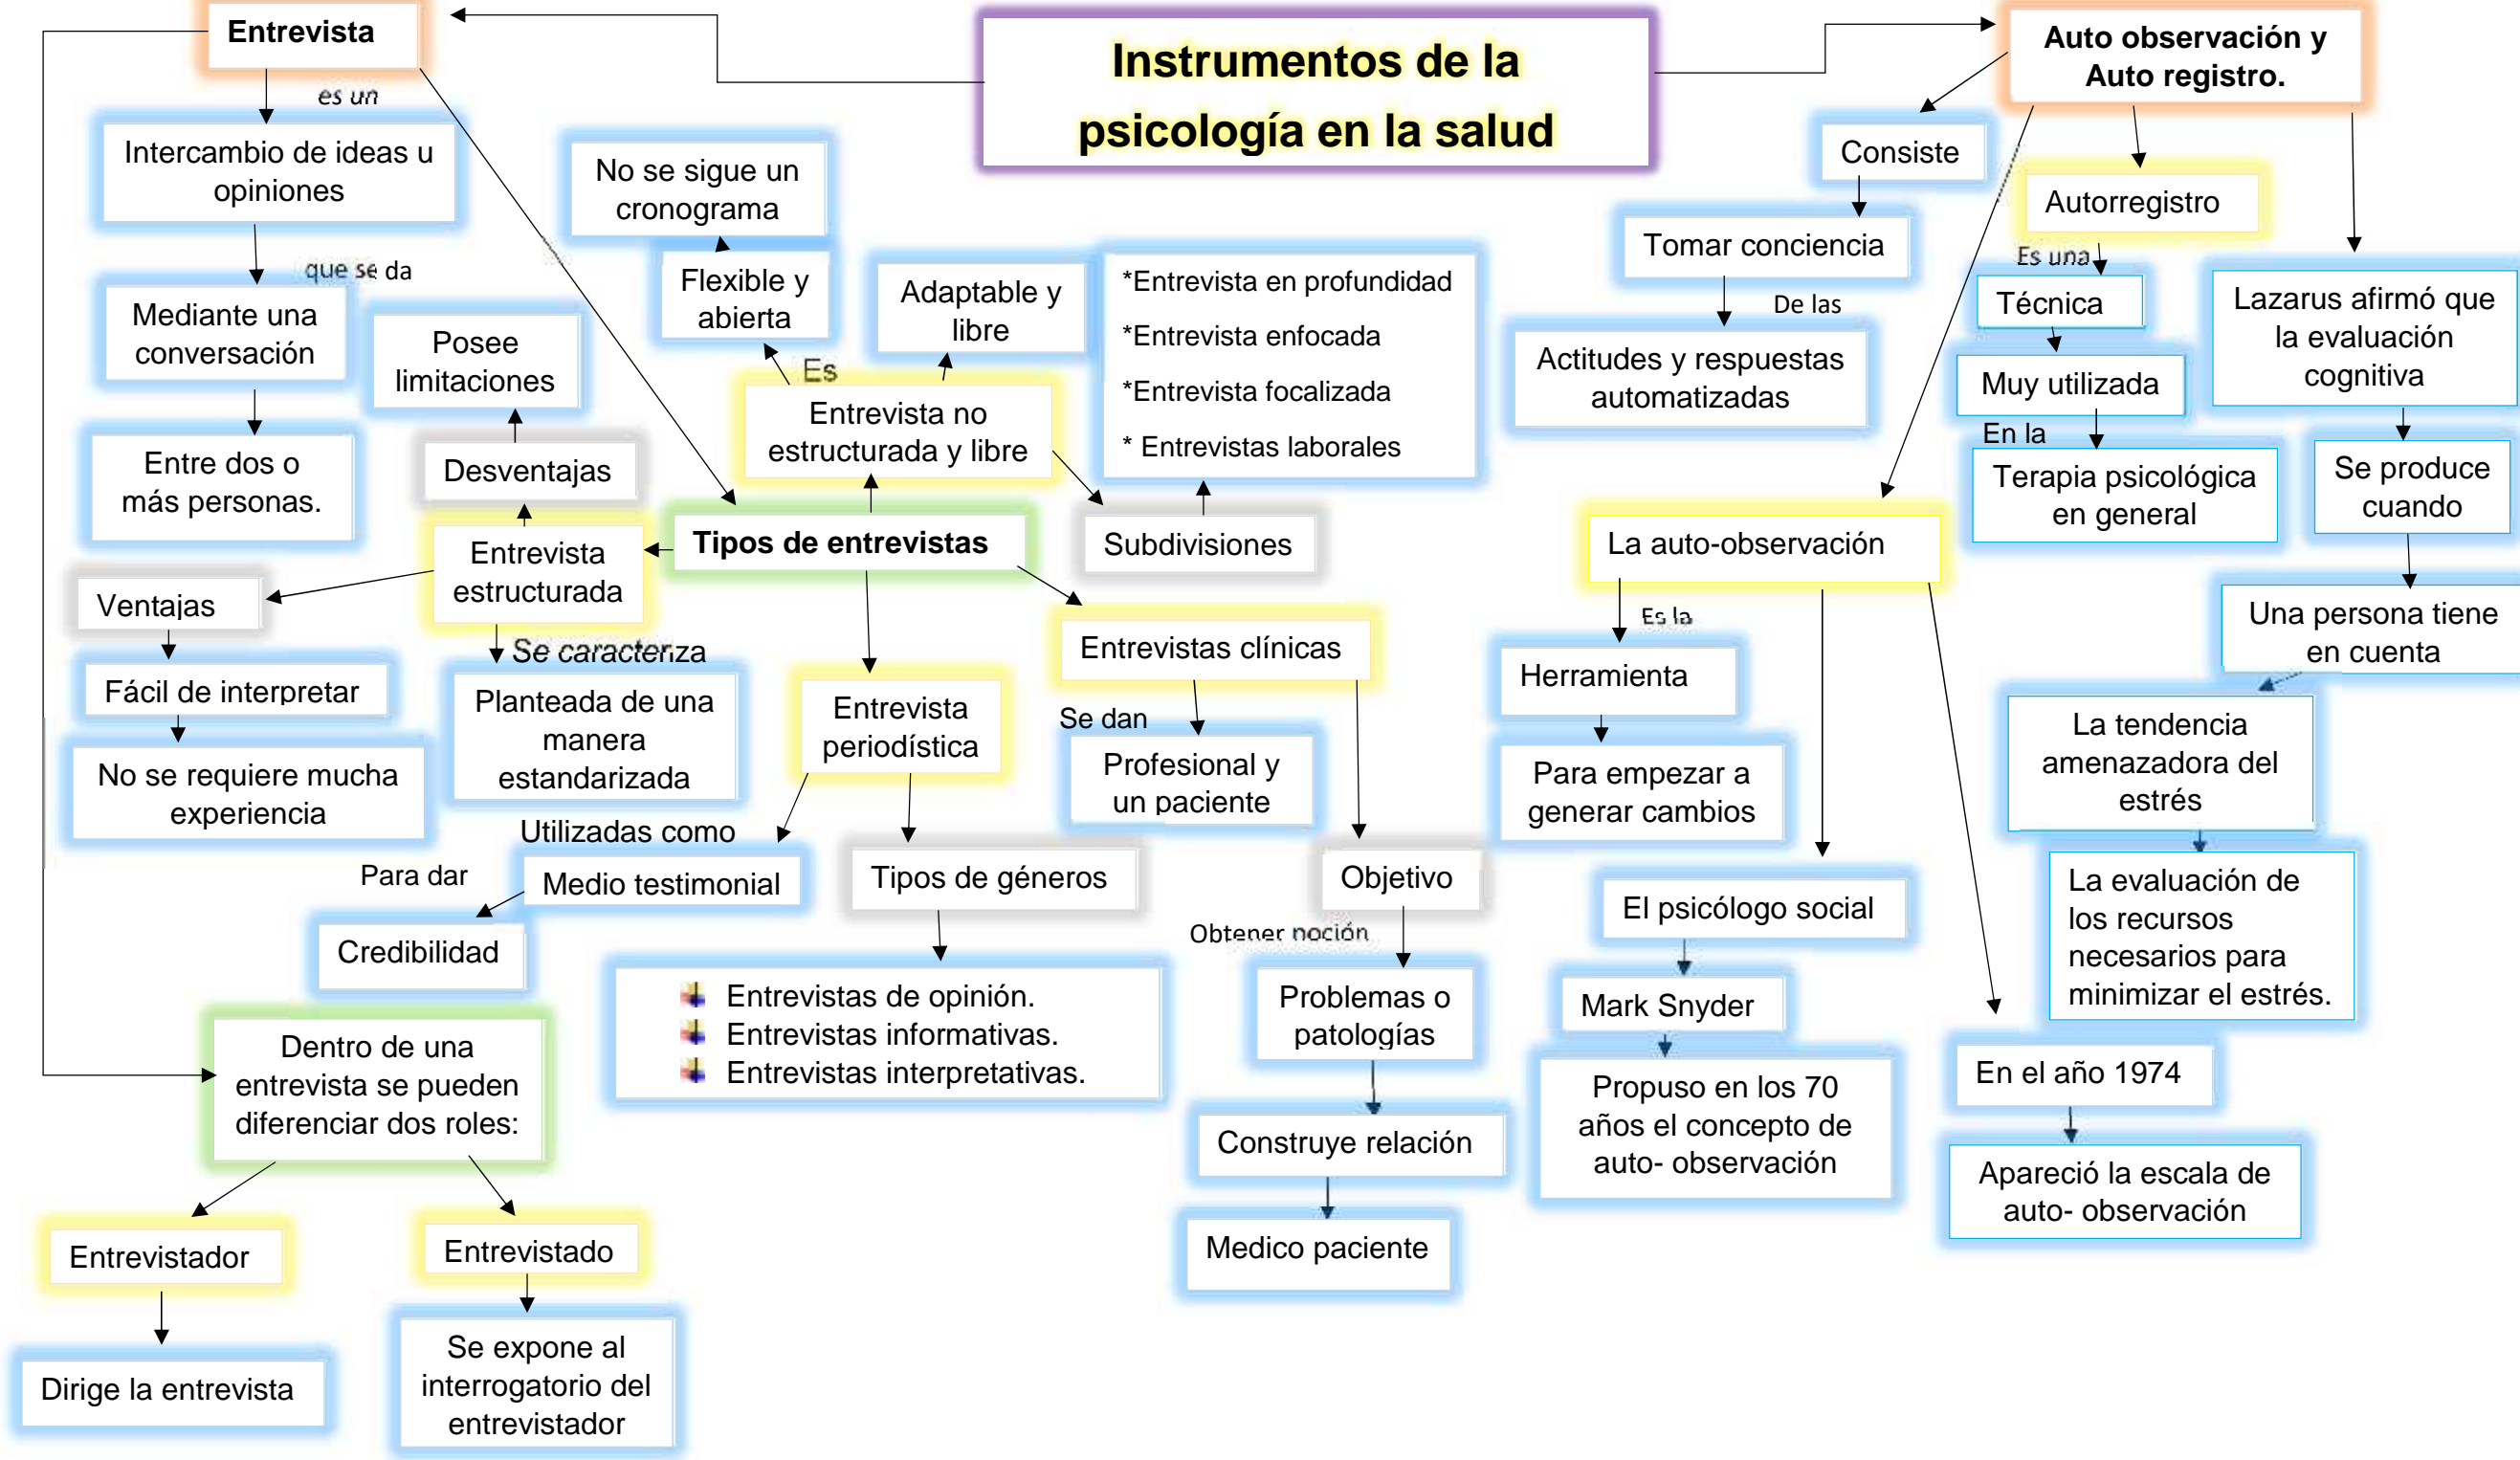 Instrumentos de la
psicología en la salud
Entrevista
es un
Intercambio de ideas u
opiniones
que se da
Mediante una
conversación
Entre dos o
más personas.
Tipos de entrevistas
Entrevista
estructurada
Desventajas
Posee
limitaciones
Ventajas
Fácil de interpretar
No se requiere mucha
experiencia
Se caracteriza
Planteada de una
manera
estandarizada
Entrevista no
estructurada y libre
Es
Flexible y
abierta
No se sigue un
cronograma
Adaptable y
libre
Subdivisiones
*Entrevista en profundidad
*Entrevista enfocada
*Entrevista focalizada
* Entrevistas laborales
Entrevista
periodística
Utilizadas como
Medio testimonial
Para dar
Credibilidad
Tipos de géneros
Entrevistas de opinión.
Entrevistas informativas.
Entrevistas interpretativas.
Entrevistas clínicas
Se dan
Profesional y
un paciente
Objetivo
Obtener noción
Problemas o
patologías
Construye relación
Medico paciente
Dentro de una
entrevista se pueden
diferenciar dos roles:
Entrevistador
Dirige la entrevista
Entrevistado
Se expone al
interrogatorio del
entrevistador
Auto observación y
Auto registro.
Consiste
Tomar conciencia
De las
Actitudes y respuestas
automatizadas
Autorregistro
Es una
Técnica
Muy utilizada
En la
Terapia psicológica
en general
Lazarus afirmó que
la evaluación
cognitiva
Se produce
cuando
Una persona tiene
en cuenta
La tendencia
amenazadora del
estrés
La evaluación de
los recursos
necesarios para
minimizar el estrés.
La auto-observación
Es la
Herramienta
Para empezar a
generar cambios
El psicólogo social
Mark Snyder
Propuso en los 70
años el concepto de
auto- observación
En el año 1974
Apareció la escala de
auto- observación